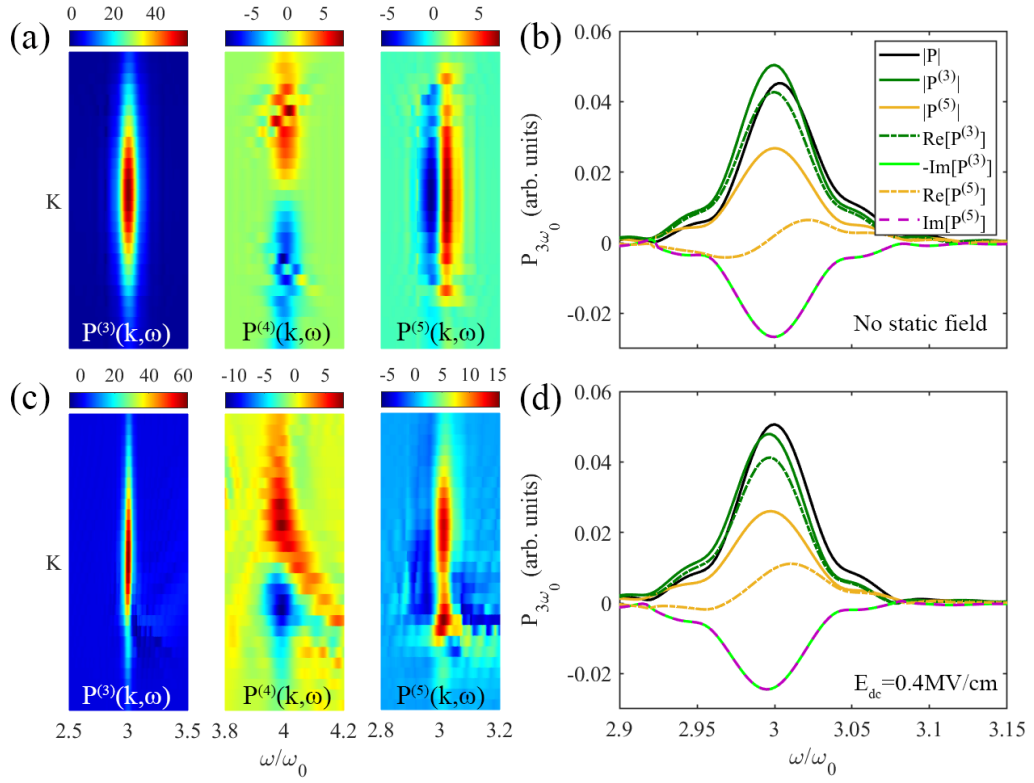 (a)
0 20 40
-5 0 5
-5 0 5
K
P(3)(k,ω)
P(4)(k,ω)
P(5)(k,ω)
(b)
0.06
0.04
0.02
0
-0.02
P3ω0 (arb. units)
|P|
|P(3)|
|P(5)|
Re[P(3)]
-Im[P(3)]
Re[P(5)]
Im[P(5)]
No static field
(c)
0 20 40 60
-10 -5 0 5
-5 0 5 10 15
K
P(3)(k,ω)
P(4)(k,ω)
P(5)(k,ω)
2.5 3 3.5
3.8 4 4.2
2.8 3 3.2
ω/ω0
(d)
0.06
0.04
0.02
0
-0.02
P3ω0 (arb. units)
Edc=0.4MV/cm
2.9 2.95 3 3.05 3.1 3.15
ω/ω0